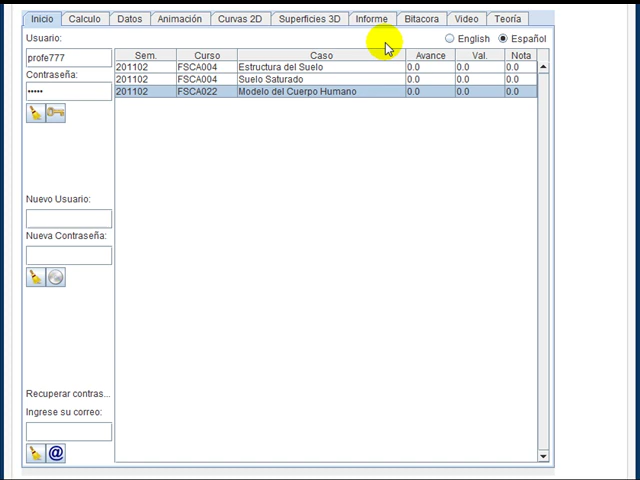 Inicio Calculo Datos Animación Curvas 2D Superficies 3D Informe Bitacora Video Teoría
Usuario: English Español
profe777
Sem. Curso Caso Avance Val. Nota
201102 FSCA004 Estructura del Suelo 0.0 0.0 0.0
Contraseña:
201102 FSCA004 Suelo Saturado 0.0 0.0 0.0
•••••
201102 FSCA022 Modelo del Cuerpo Humano 0.0 0.0 0.0
Nuevo Usuario:
Nueva Contraseña:
Recuperar contras...
Ingrese su correo:
@